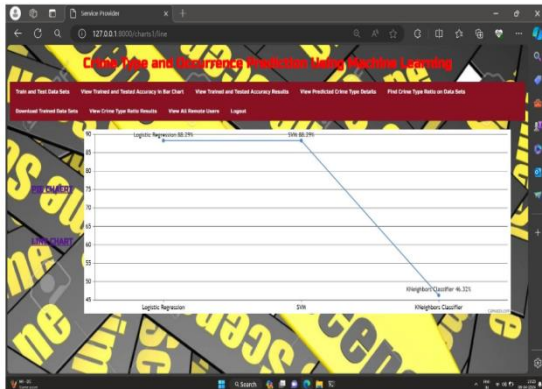 Service Provider
127.0.0.1:8000/charts1/line
Crime Type and Occurrence Prediction Using Machine Learning
Train and Test Data Sets View Trained and Tested Accuracy in Bar Chart View Trained and Tested Accuracy Results View Predicted Crime Type Details Find Crime Type Ratio on Data Sets
Download Trained Data Sets View Crime Type Ratio Results View All Remote Users Logout
90
Logistic Regression 88.29% SVM 88.29%
85
80
75
PIE CHART
70
65
60
LINE CHART
55
50
KNeighbors Classifier 46.32%
45
Logistic Regression SVM KNeighbors Classifier
Search